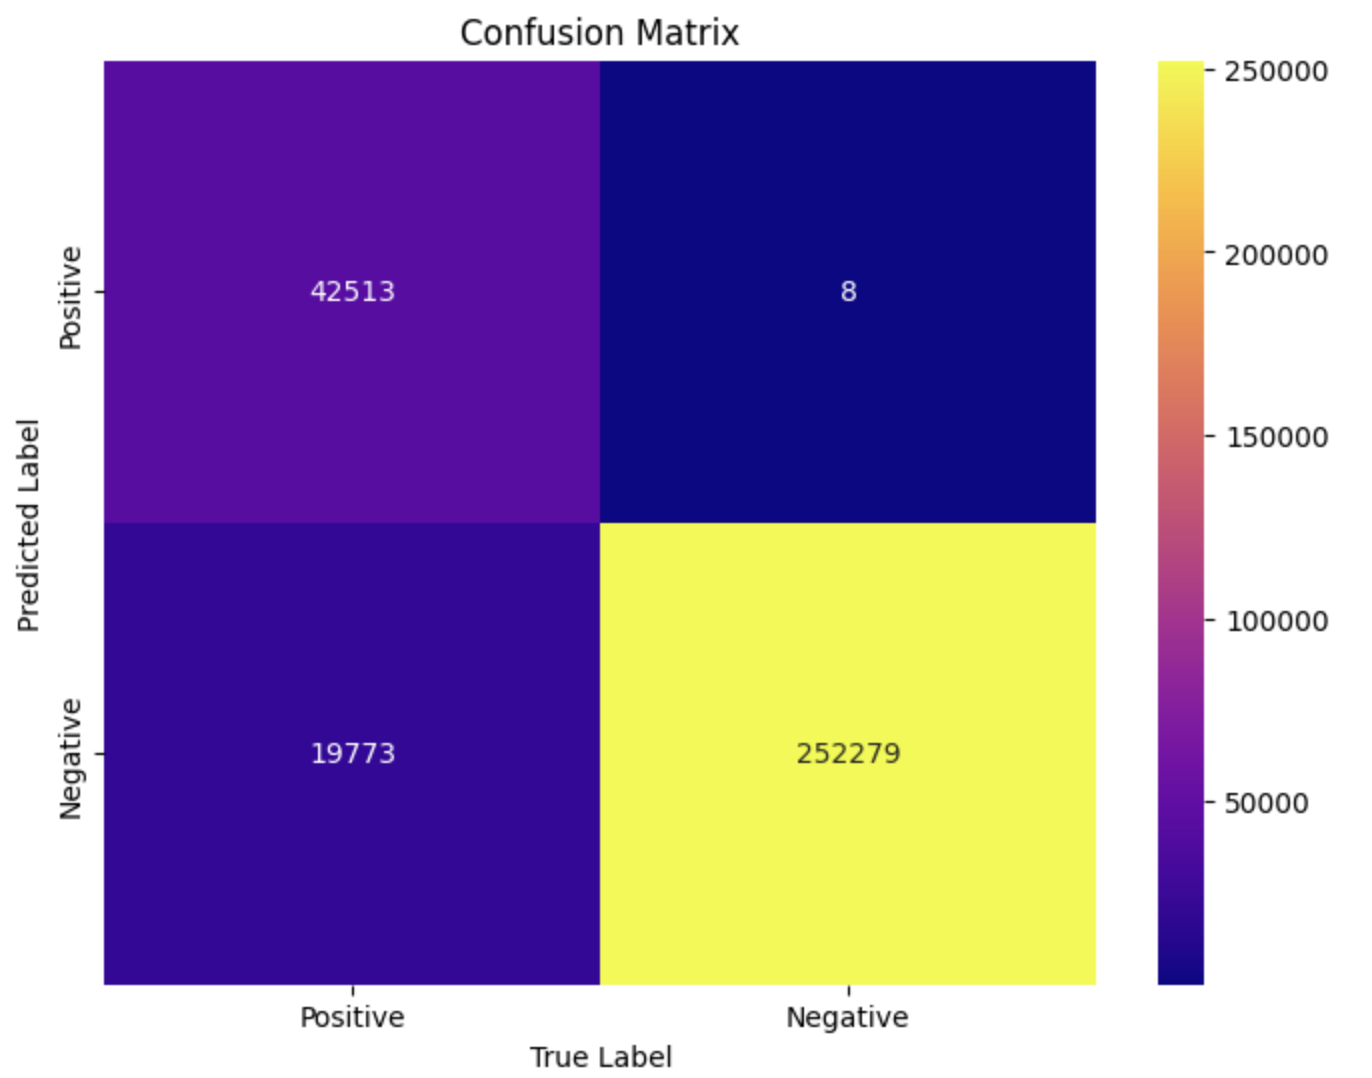 Confusion Matrix
Predicted Label
Positive
Negative
42513
8
19773
252279
Positive
Negative
True Label
250000
200000
150000
100000
50000